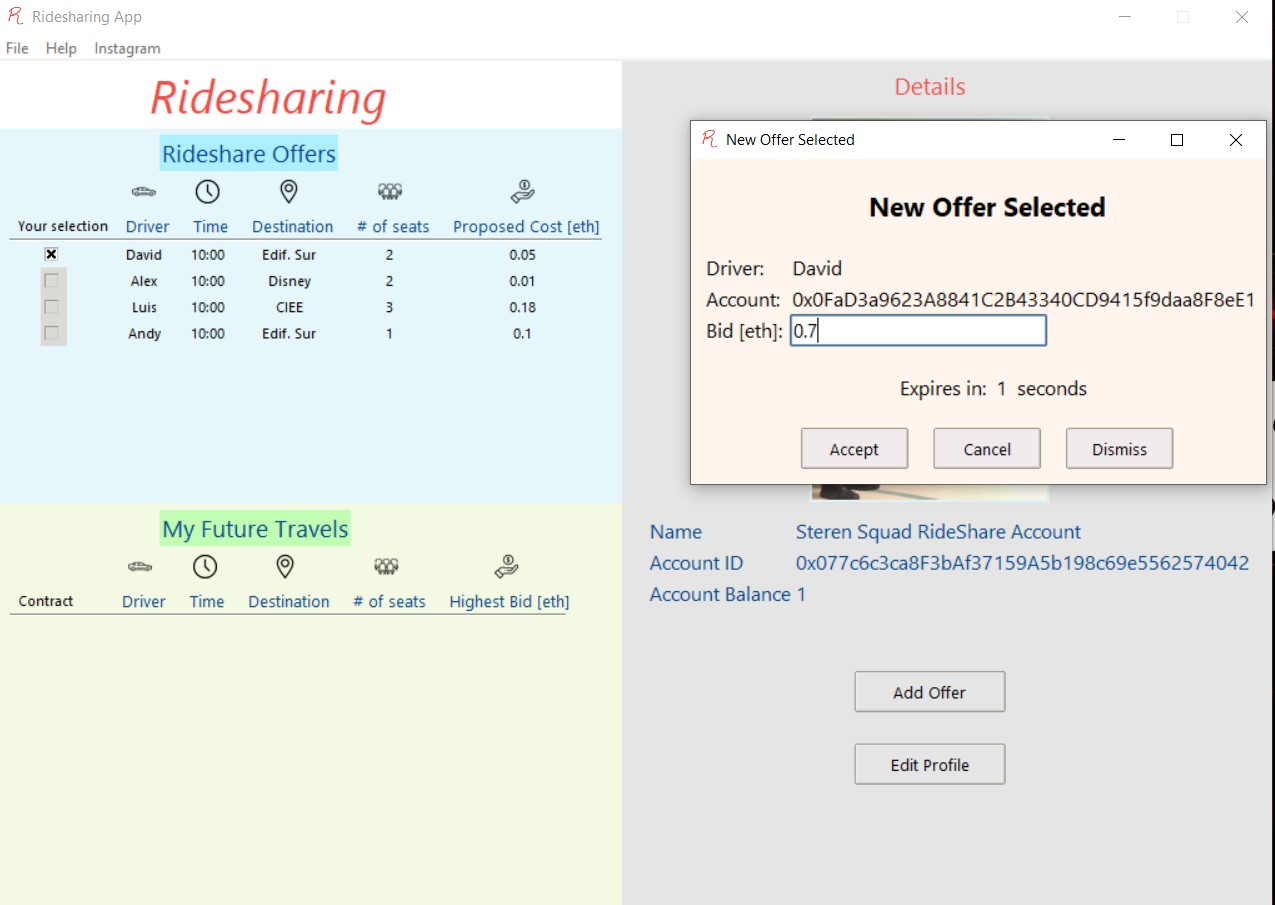 Ridesharing App
File Help Instagram
Ridesharing
Rideshare Offers
Your selection Driver Time Destination # of seats Proposed Cost [eth]
David 10:00 Edif. Sur 2 0.05
Alex 10:00 Disney 2 0.01
Luis 10:00 CIEE 3 0.18
Andy 10:00 Edif. Sur 1 0.1
My Future Travels
Contract Driver Time Destination # of seats Highest Bid [eth]
Details
New Offer Selected
New Offer Selected
Driver: David
Account: 0x0FaD3a9623A8841C2B43340CD9415f9daa8F8eE1
Bid [eth]: 0.7
Expires in: 1 seconds
Accept Cancel Dismiss
Name Steren Squad RideShare Account
Account ID 0x077c6c3ca8F3bAf37159A5b198c69e5562574042
Account Balance 1
Add Offer
Edit Profile